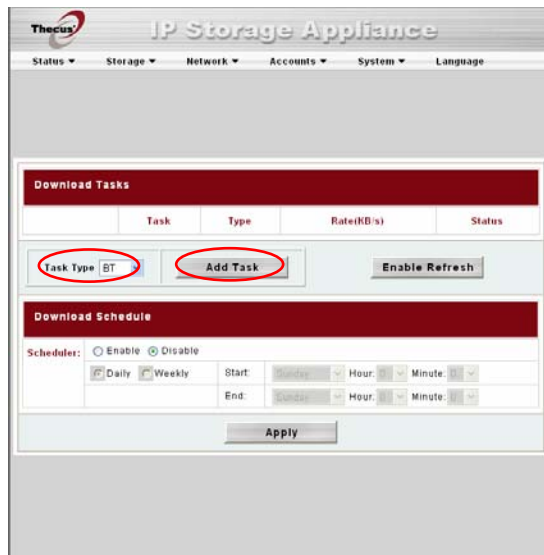 Thecus
IP Storage Appliance
Status Storage Network Accounts System Language
Download Tasks
Task Type Rate(KB/s) Status
Task Type BT Add Task Enable Refresh
Download Schedule
Scheduler: Enable Disable
Daily Weekly Start: Sunday Hour: 0 Minute: 0
End: Sunday Hour: 0 Minute: 0
Apply